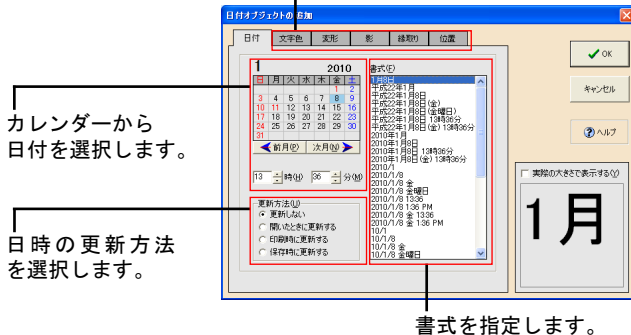 日付オブジェクトの追加
日付 文字色 変形 影 縁取り 位置
1 2010
日 月 火 水 木 金 土
1 2
3 4 5 6 7 8 9
10 11 12 13 14 15 16
17 18 19 20 21 22 23
24 25 26 27 28 29 30
31
前月(P) 次月(N)
13 時(H) 36 分(M)
更新方法(U)
更新しない
開いたときに更新する
印刷時に更新する
保存時に更新する
書式(F)
1月8日
平成22年1月
平成22年1月8日
平成22年1月8日(金)
平成22年1月8日(金曜日)
平成22年1月8日 13時36分
平成22年1月8日(金) 13時36分
2010年1月
2010年1月8日
2010年1月8日 13時36分
2010年1月8日(金) 13時36分
2010/1
2010/1/8
2010/1/8 金
2010/1/8 金曜日
2010/1/8 13:36
2010/1/8 1:36 PM
2010/1/8 金 13:36
2010/1/8 金 1:36 PM
10/1
10/1/8
10/1/8 金
10/1/8 金曜日
OK
キャンセル
ヘルプ
実際の大きさで表示する(V)
1月
カレンダーから
日付を選択します。
日時の更新方法
を選択します。
書式を指定します。